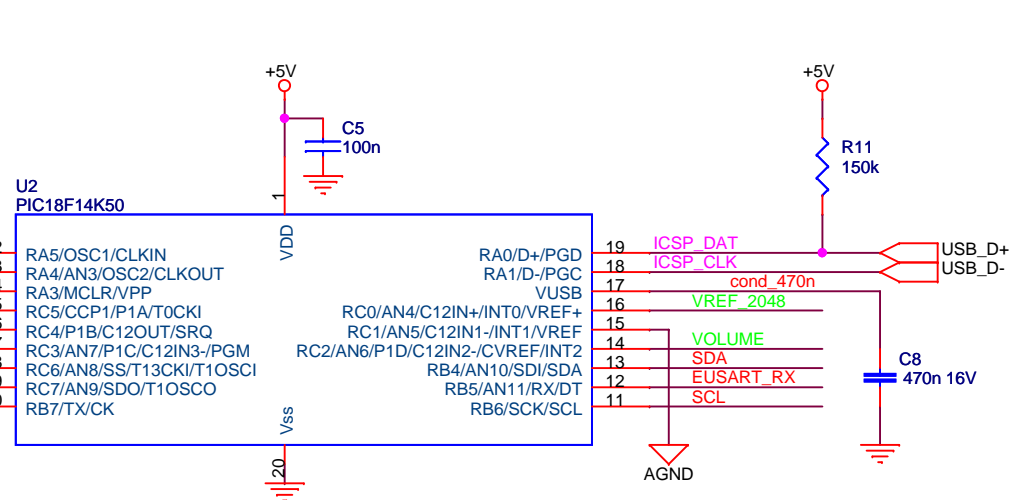 +5V
+5V
C5
100n
R11
150k
U2
PIC18F14K50
1
VDD
RA5/OSC1/CLKIN
RA4/AN3/OSC2/CLKOUT
RA3/MCLR/VPP
RC5/CCP1/P1A/T0CKI
RC4/P1B/C12OUT/SRQ
RC3/AN7/P1C/C12IN3-/PGM
RC6/AN8/SS/T13CKI/T1OSCI
RC7/AN9/SDO/T1OSCO
RB7/TX/CK
RA0/D+/PGD
RA1/D-/PGC
VUSB
RC0/AN4/C12IN+/INT0/VREF+
RC1/AN5/C12IN1-/INT1/VREF
RC2/AN6/P1D/C12IN2-/CVREF/INT2
RB4/AN10/SDI/SDA
RB5/AN11/RX/DT
RB6/SCK/SCL
Vss
20
19 ICSP_DAT
18 ICSP_CLK
17 cond_470n
16 VREF_2048
15
14 VOLUME
13 SDA
12 EUSART_RX
11 SCL
USB_D+
USB_D-
C8
470n 16V
AGND